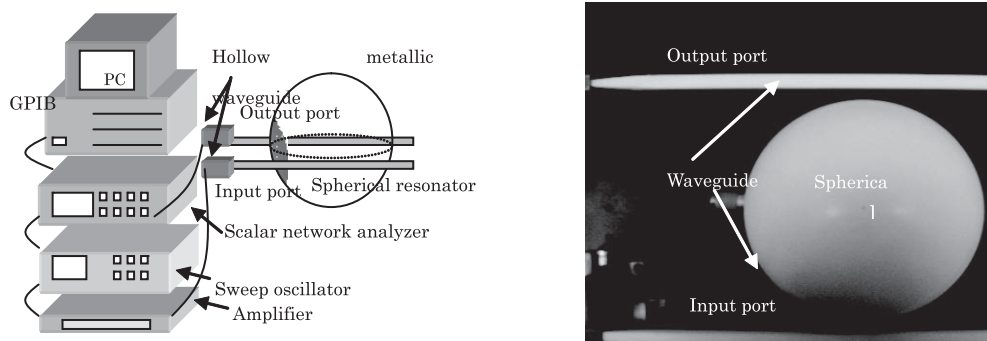 Hollow metallic
PC
waveguide
GPIB
Output port
Input port
Spherical resonator
Scalar network analyzer
Sweep oscillator
Amplifier
Output port
Waveguide
Spherica
l
Input port